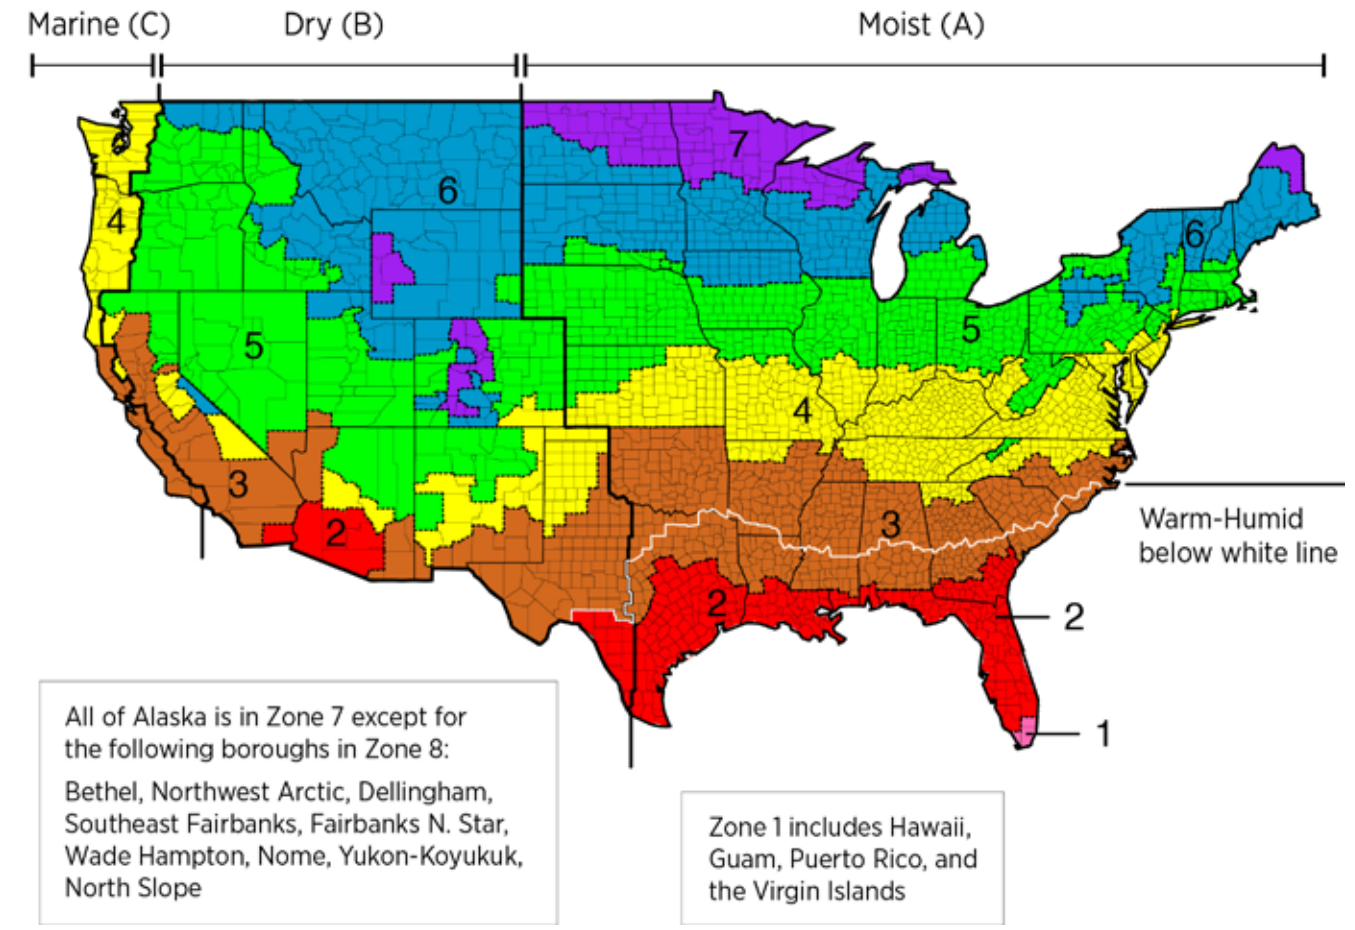 Marine (C)
Dry (B)
Moist (A)
7
6
4
6
5
5
4
3
3
2
2
Warm-Humid
below white line
2
1
All of Alaska is in Zone 7 except for
the following boroughs in Zone 8:
Bethel, Northwest Arctic, Dellingham,
Southeast Fairbanks, Fairbanks N. Star,
Wade Hampton, Nome, Yukon-Koyukuk,
North Slope
Zone 1 includes Hawaii,
Guam, Puerto Rico, and
the Virgin Islands